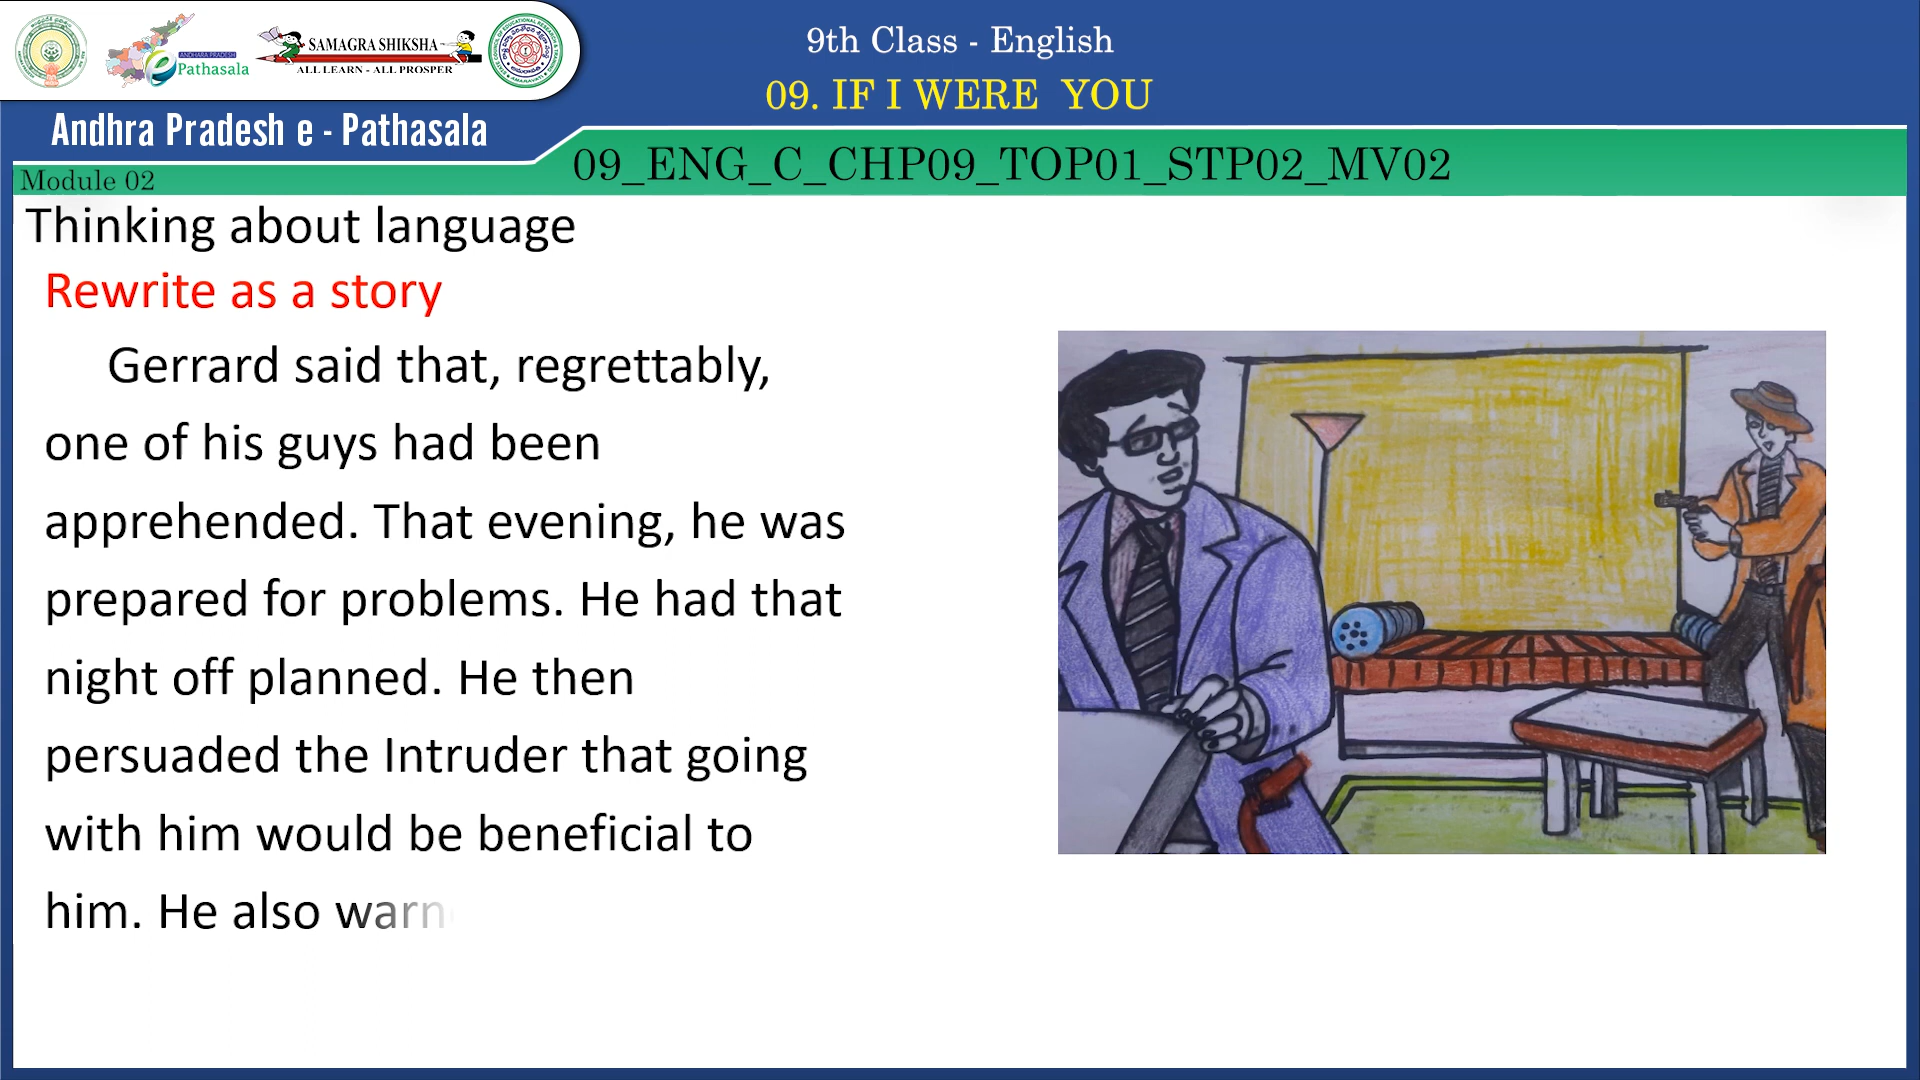 ANDHARA PRADESH
Pathasala
SAMAGRA SHIKSHA
ALL LEARN - ALL PROSPER
9th Class - English
09. IF I WERE YOU
Andhra Pradesh e - Pathasala
09_ENG_C_CHP09_TOP01_STP02_MV02
Module 02
Thinking about language
Rewrite as a story
Gerrard said that, regrettably,
one of his guys had been
apprehended. That evening, he was
prepared for problems. He had that
night off planned. He then
persuaded the Intruder that going
with him would be beneficial to
him. He also warn